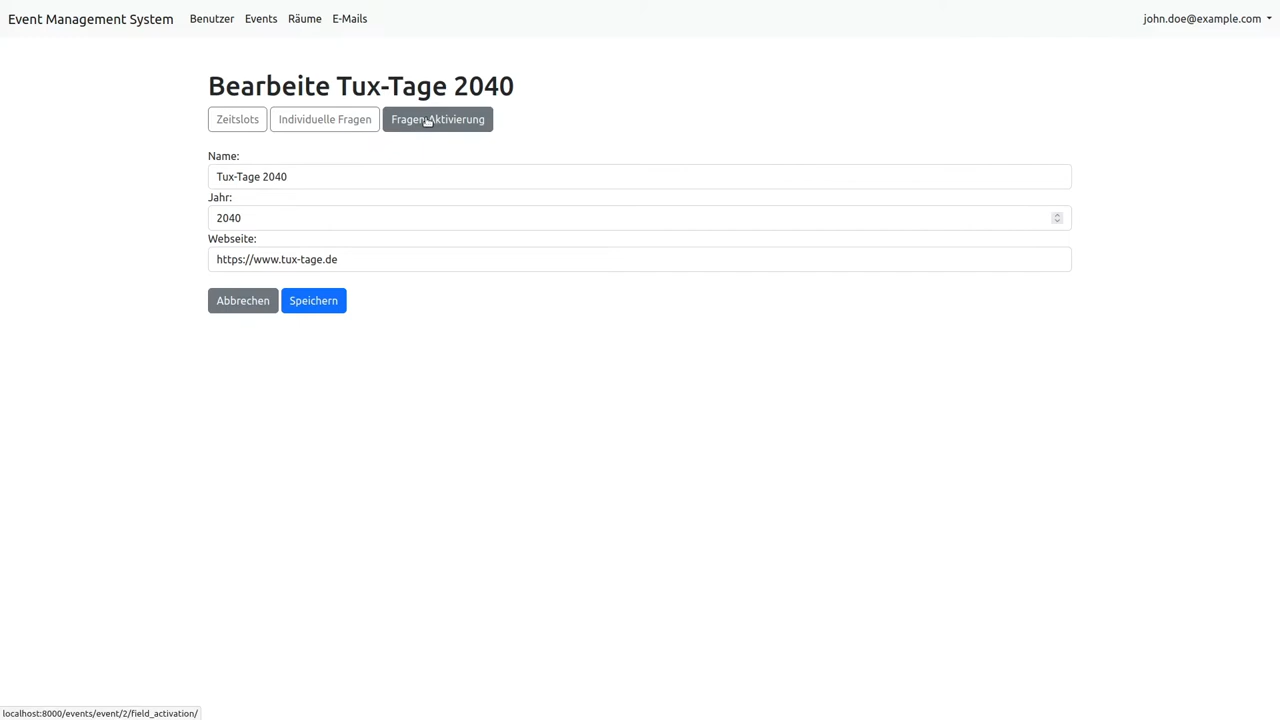 Event Management System Benutzer Events Räume E-Mails john.doe@example.com
Bearbeite Tux-Tage 2040
Zeitslots Individuelle Fragen Fragen-Aktivierung
Name:
Tux-Tage 2040
Jahr:
2040
Webseite:
https://www.tux-tage.de
Abbrechen Speichern
localhost:8000/events/event/2/field_activation/